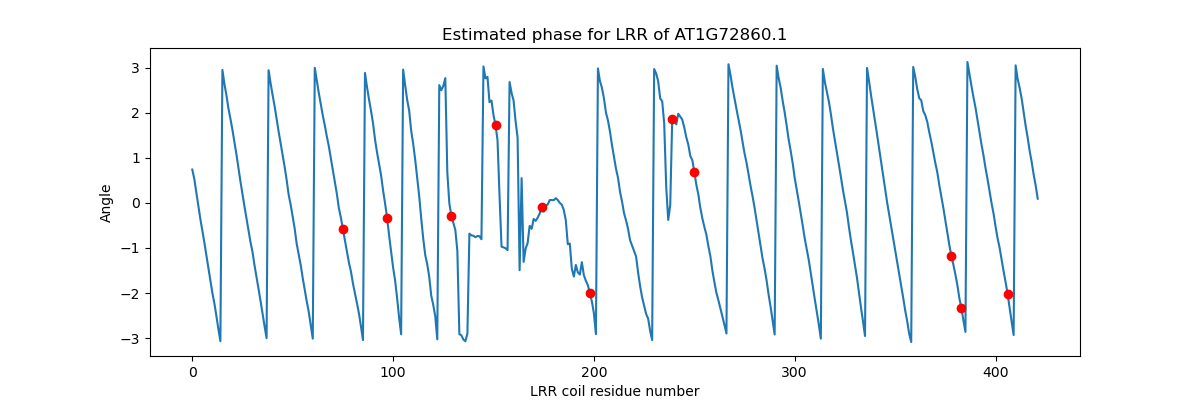 Estimated phase for LRR of AT1G72860.1
3
2
1
0
−1
−2
−3
Angle
0 100 200 300 400
LRR coil residue number